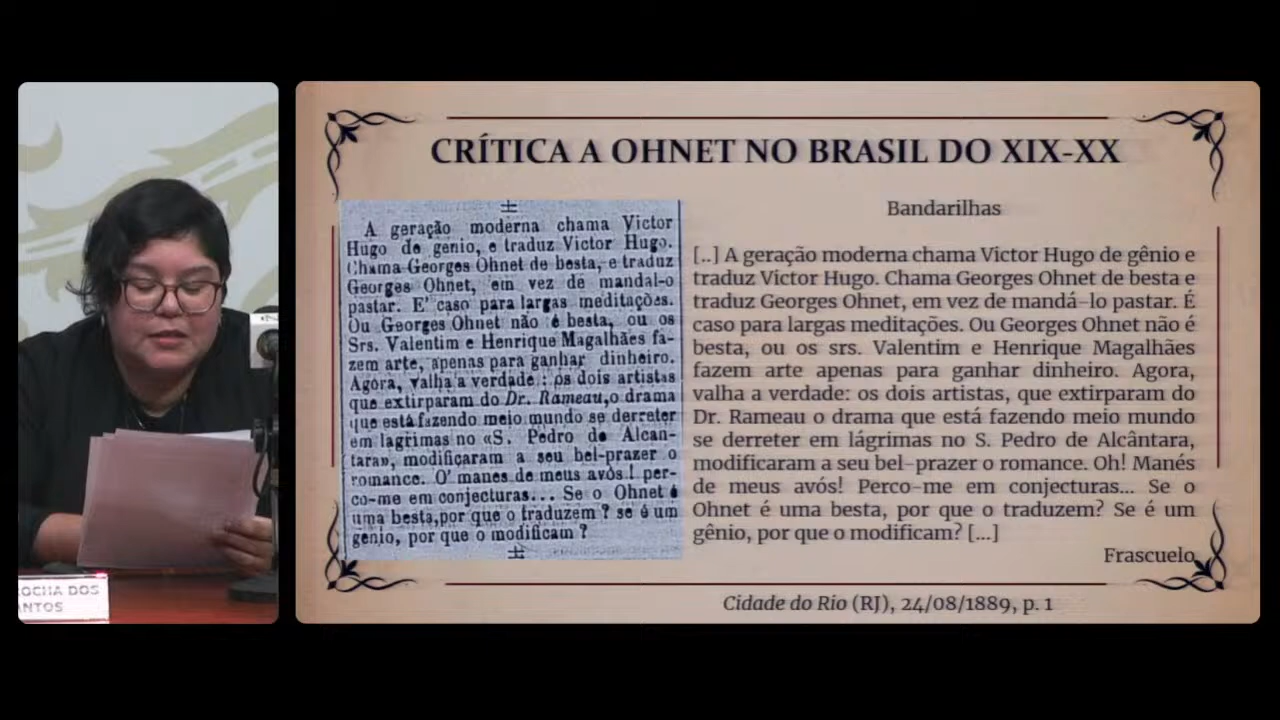 CRÍTICA A OHNET NO BRASIL DO XIX-XX
A geração moderna chama Victor
Hugo de genio, e traduz Victor Hugo.
Chama Georges Ohnet de besta, e traduz
Georges Ohnet, em vez de mandal-o
pastar. E' caso para largas meditações.
Ou Georges Ohnet não é besta, ou os
Srs. Valentim e Henrique Magalhães fa-
zem arte, apenas para ganhar dinheiro.
Agora, valha a verdade: os dois artistas
que extirparam do Dr. Rameau, o drama
que está fazendo meio mundo se derreter
em lagrimas no «S. Pedro de Alcan-
tara», modificaram a seu bel-prazer o
romance. O' manes de meus avós! per-
co-me em conjecturas... Se o Ohnet é
uma besta, por que o traduzem? se é um
genio, por que o modificam?
Bandarilhas
[..] A geração moderna chama Victor Hugo de gênio e
traduz Victor Hugo. Chama Georges Ohnet de besta e
traduz Georges Ohnet, em vez de mandá-lo pastar. É
caso para largas meditações. Ou Georges Ohnet não é
besta, ou os srs. Valentim e Henrique Magalhães
fazem arte apenas para ganhar dinheiro. Agora,
valha a verdade: os dois artistas, que extirparam do
Dr. Rameau o drama que está fazendo meio mundo
se derreter em lágrimas no S. Pedro de Alcântara,
modificaram a seu bel-prazer o romance. Oh! Manés
de meus avós! Perco-me em conjecturas... Se o
Ohnet é uma besta, por que o traduzem? Se é um
gênio, por que o modificam? [...]
Frascuelo
Cidade do Rio (RJ), 24/08/1889, p. 1
OCHA DOS
ANTOS